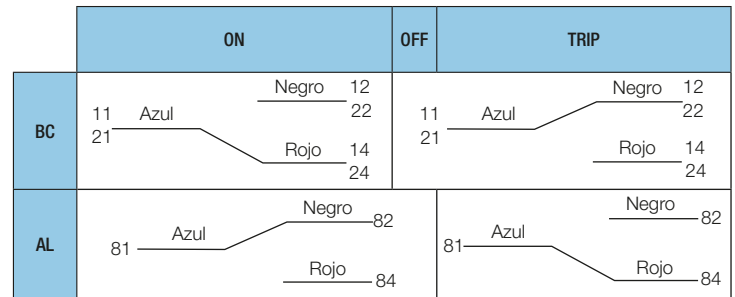 ON OFF TRIP
BC
11
21
Azul
Negro 12
22
Rojo 14
24
11
21
Azul
Negro 12
22
Rojo 14
24
AL
81
Azul
Negro
82
Rojo
84
81
Azul
Negro
82
Rojo
84